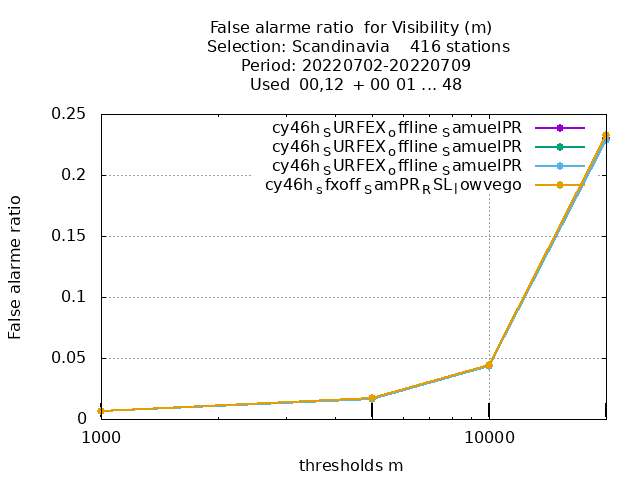 False alarme ratio  for Visibility (m)
Selection: Scandinavia    416 stations
Period: 20220702-20220709
Used  00,12  + 00 01 ... 48
cy46h_SURFEX_offline_SamuelPR
cy46h_SURFEX_offline_SamuelPR
cy46h_SURFEX_offline_SamuelPR
cy46h_sfxoff_SamPR_RSL_lowvego
False alarme ratio
0.25
0.2
0.15
0.1
0.05
0
1000 10000
thresholds m